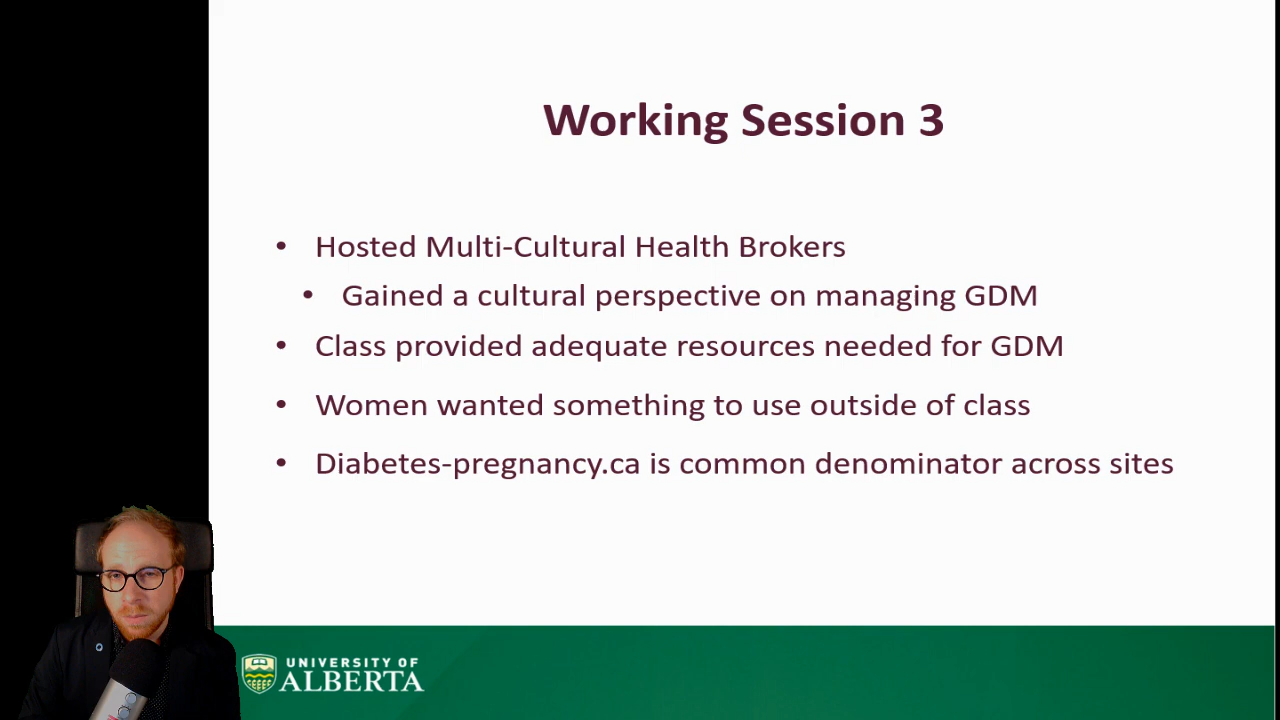 Working Session 3
• Hosted Multi-Cultural Health Brokers
• Gained a cultural perspective on managing GDM
• Class provided adequate resources needed for GDM
• Women wanted something to use outside of class
• Diabetes-pregnancy.ca is common denominator across sites
UNIVERSITY OF
ALBERTA